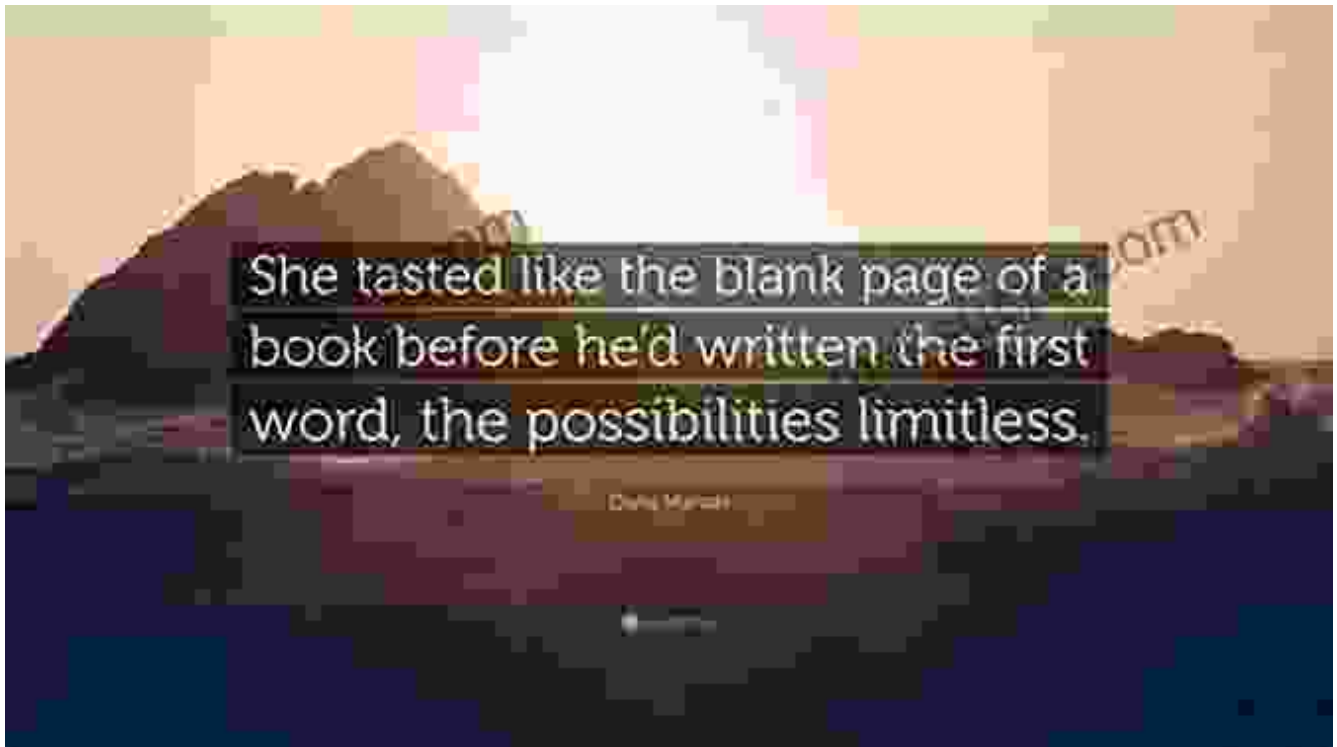 She tasted like the blank page of a
book before he'd written the first
word, the possibilities limitless.